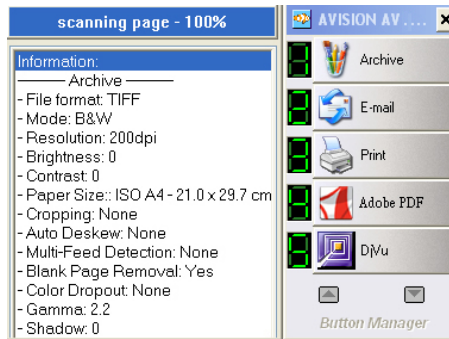 scanning page - 100%
Information:
Archive
- File format: TIFF
- Mode: B&W
- Resolution: 200dpi
- Brightness: 0
- Contrast: 0
- Paper Size:: ISO A4 - 21.0 x 29.7 cm
- Cropping: None
- Auto Deskew: None
- Multi-Feed Detection: None
- Blank Page Removal: Yes
- Color Dropout: None
- Gamma: 2.2
- Shadow: 0
AVISION AV ....
1 Archive
2 E-mail
3 Print
4 Adobe PDF
5 DjVu
Button Manager